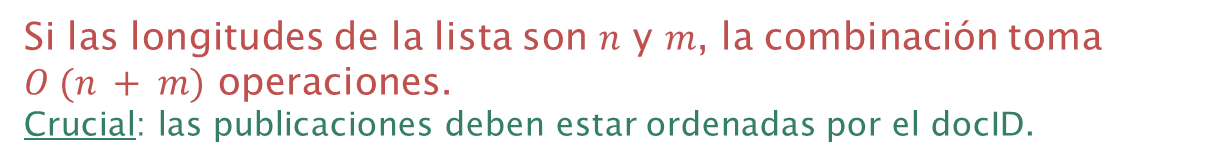 Si las longitudes de la lista son n y m, la combinación toma
O (n + m) operaciones.
Crucial: las publicaciones deben estar ordenadas por el docID.